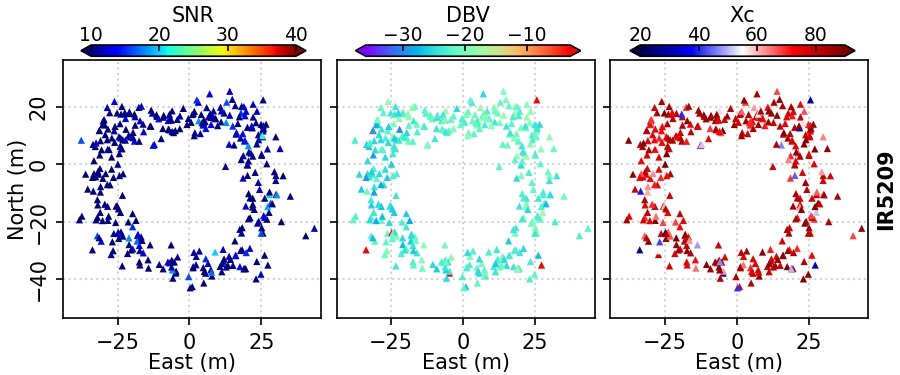 SNR DBV Xc
10 20 30 40 −30 −20 −10 20 40 60 80
North (m)
20
0
−20
−40
−25 0 25 −25 0 25 −25 0 25
East (m) East (m) East (m)
IR5209